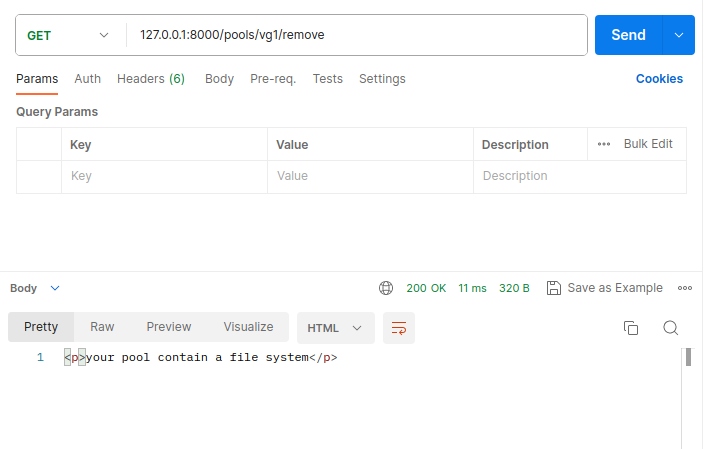 GET 127.0.0.1:8000/pools/vg1/remove Send
Params Auth Headers (6) Body Pre-req. Tests Settings Cookies
Query Params
Key Value Description Bulk Edit
Key Value Description
Body 200 OK 11 ms 320 B Save as Example
Pretty Raw Preview Visualize HTML
1 <p>your pool contain a file system</p>